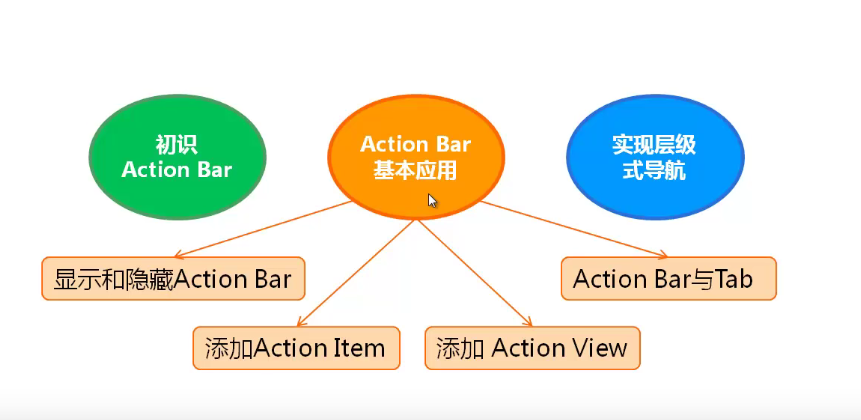 初识
Action Bar
Action Bar
基本应用
实现层级
式导航
显示和隐藏Action Bar
Action Bar与Tab
添加Action Item
添加 Action View